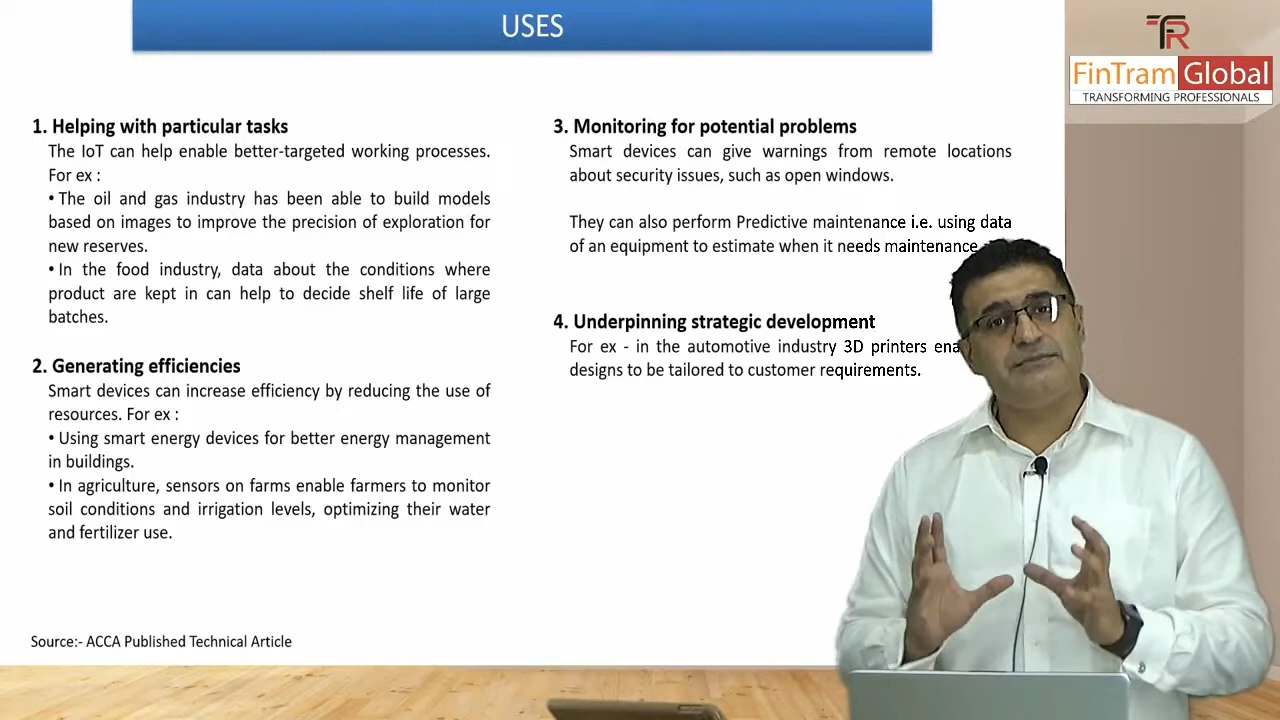 USES
1. Helping with particular tasks
The IoT can help enable better-targeted working processes.
For ex :
• The oil and gas industry has been able to build models
based on images to improve the precision of exploration for
new reserves.
• In the food industry, data about the conditions where
product are kept in can help to decide shelf life of large
batches.
2. Generating efficiencies
Smart devices can increase efficiency by reducing the use of
resources. For ex :
• Using smart energy devices for better energy management
in buildings.
• In agriculture, sensors on farms enable farmers to monitor
soil conditions and irrigation levels, optimizing their water
and fertilizer use.
Source:- ACCA Published Technical Article
3. Monitoring for potential problems
Smart devices can give warnings from remote locations
about security issues, such as open windows.
They can also perform Predictive maintenance i.e. using data
of an equipment to estimate when it needs maintenance
4. Underpinning strategic development
For ex - in the automotive industry 3D printers
designs to be tailored to customer requirements.
FinTram Global
TRANSFORMING PROFESSIONALS